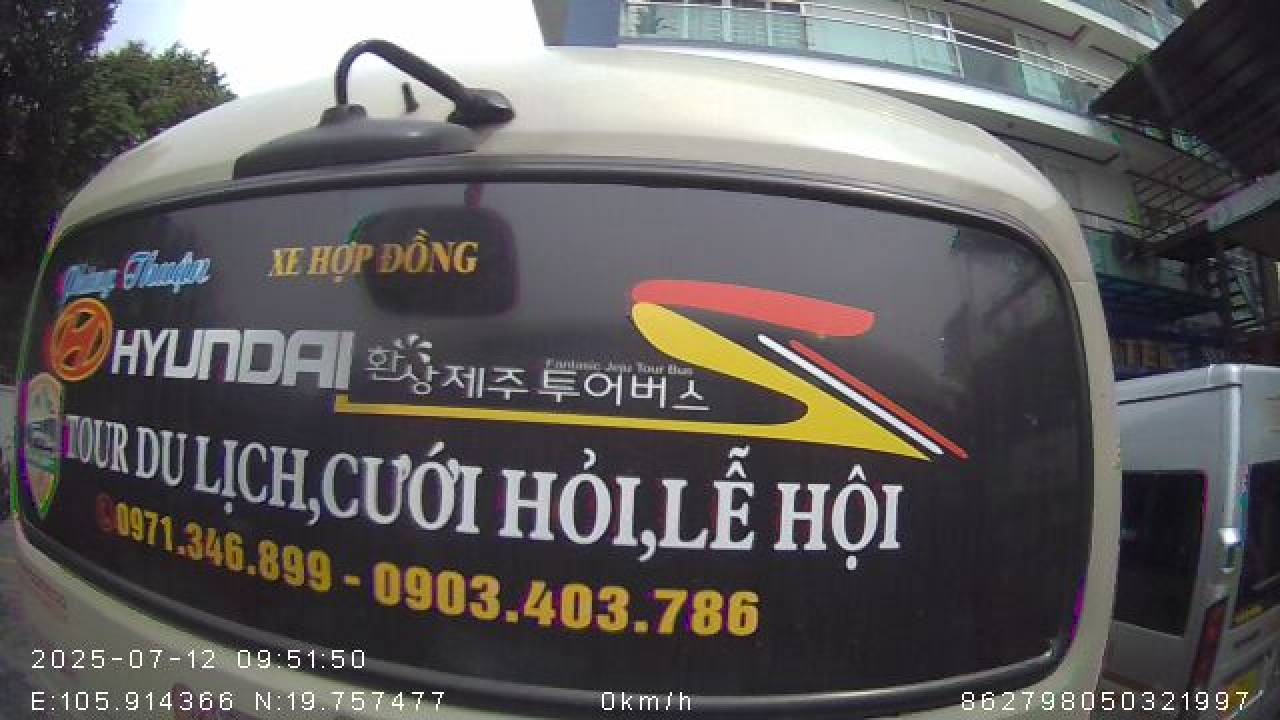 Thuận
XE HỢP ĐỒNG
HYUNDAI
환상제주 투어버스
Fantasic Jeju Tour Bus
TOUR DU LỊCH,CƯỚI HỎI,LỄ HỘI
0971.346.899 - 0903.403.786
2025-07-12 09:51:50
E:105.914366 N:19.757477 0km/h 862798050321997